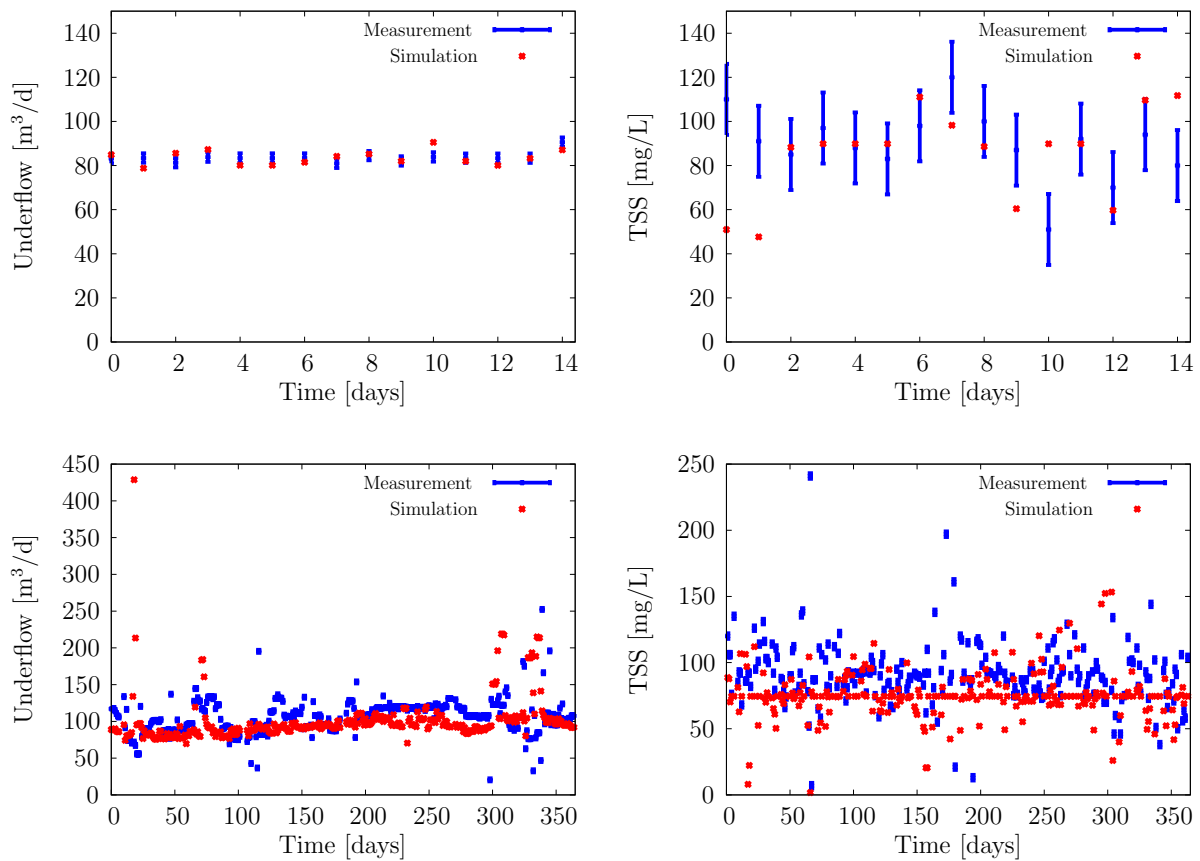 140
120
100
80
60
40
20
0
Underflow [m³/d]
Measurement
Simulation
0 2 4 6 8 10 12 14
Time [days]
140
120
100
80
60
40
20
0
TSS [mg/L]
Measurement
Simulation
0 2 4 6 8 10 12 14
Time [days]
450
400
350
300
250
200
150
100
50
0
Underflow [m³/d]
Measurement
Simulation
0 50 100 150 200 250 300 350
Time [days]
250
200
150
100
50
0
TSS [mg/L]
Measurement
Simulation
0 50 100 150 200 250 300 350
Time [days]